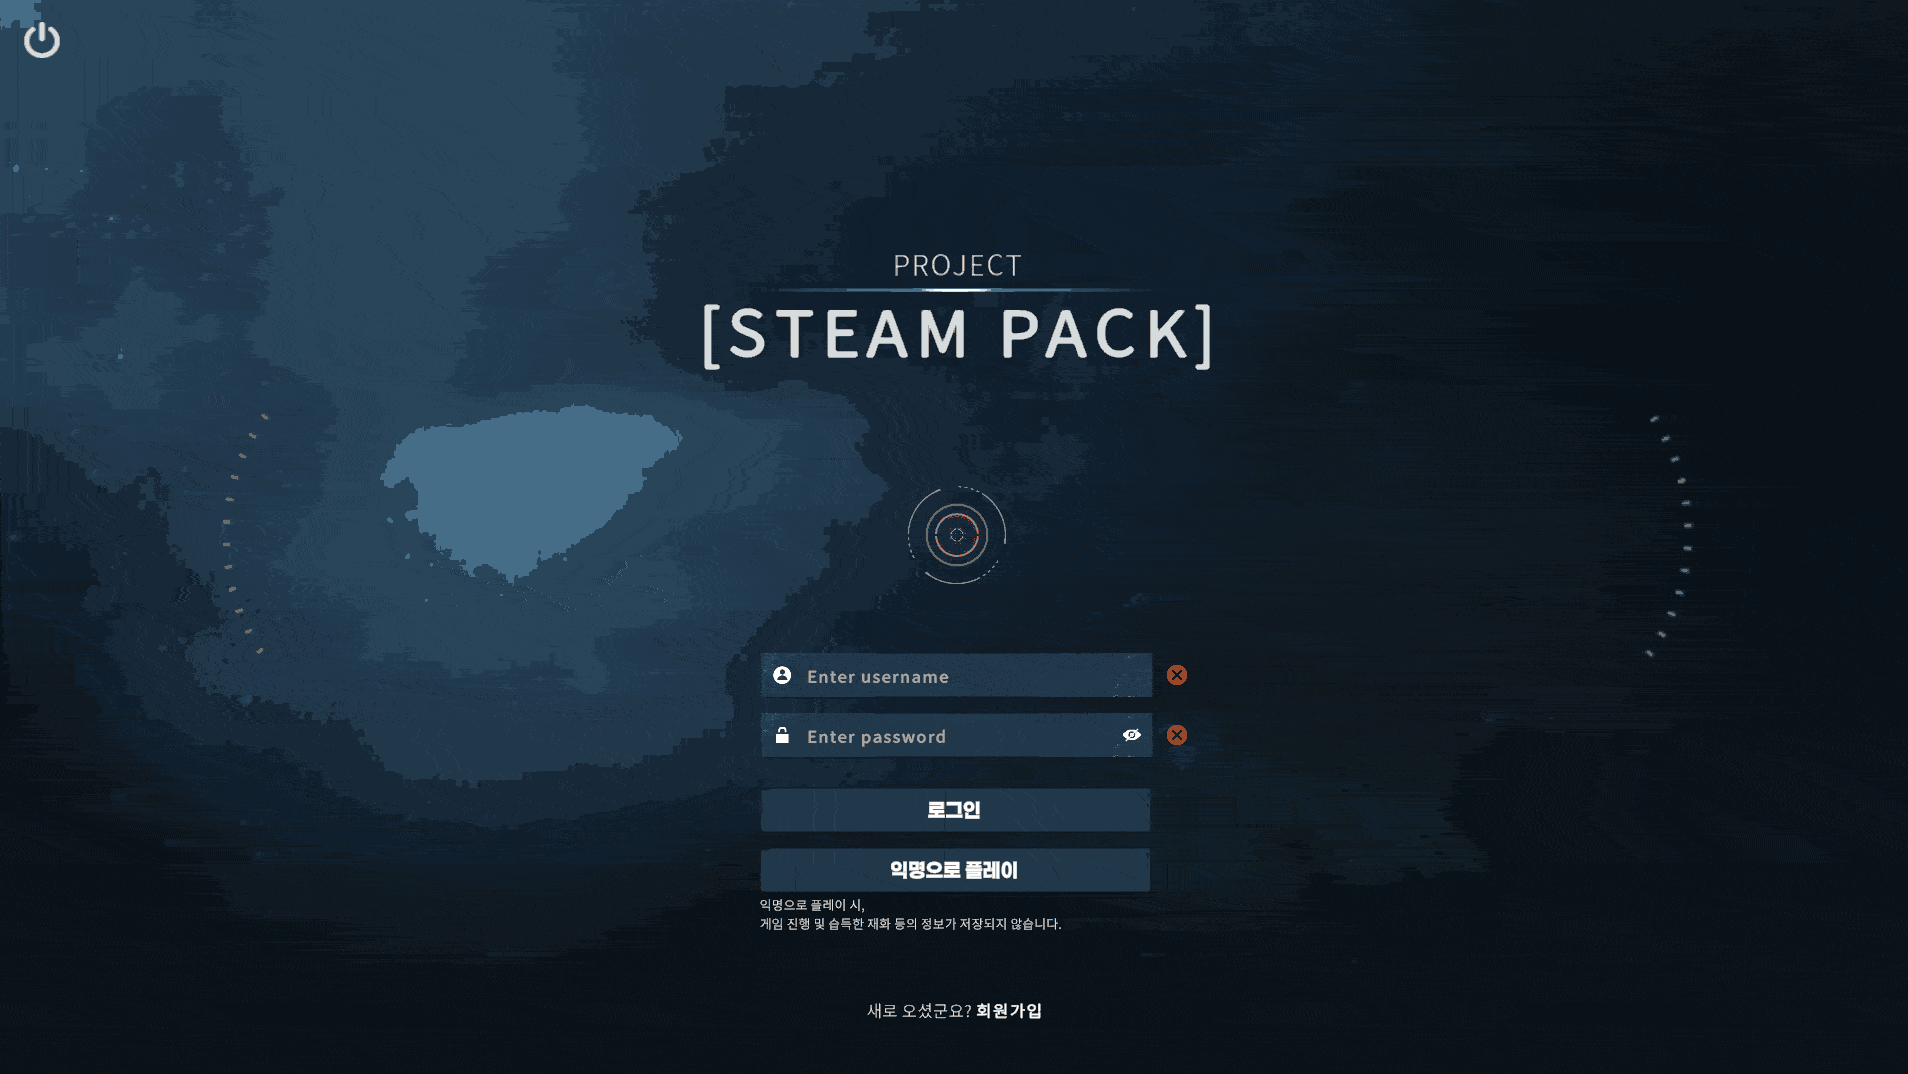 PROJECT
[STEAM PACK]
Enter username
Enter password
로그인
익명으로 플레이
익명으로 플레이 시,
게임 진행 및 습득한 재화 등의 정보가 저장되지 않습니다.
새로 오셨군요? 회원가입